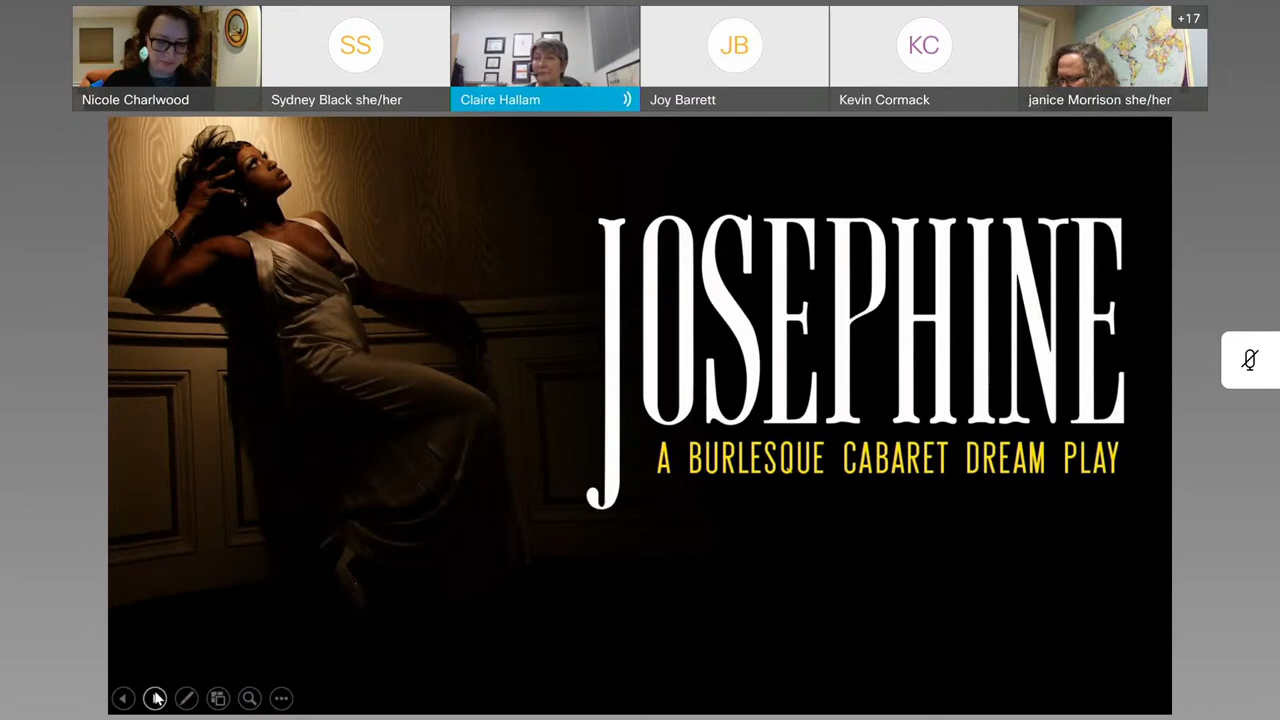 +17
SS
JB
KC
Nicole Charlwood
Sydney Black she/her
Claire Hallam
Joy Barrett
Kevin Cormack
janice Morrison she/her
JOSEPHINE
A BURLESQUE CABARET DREAM PLAY